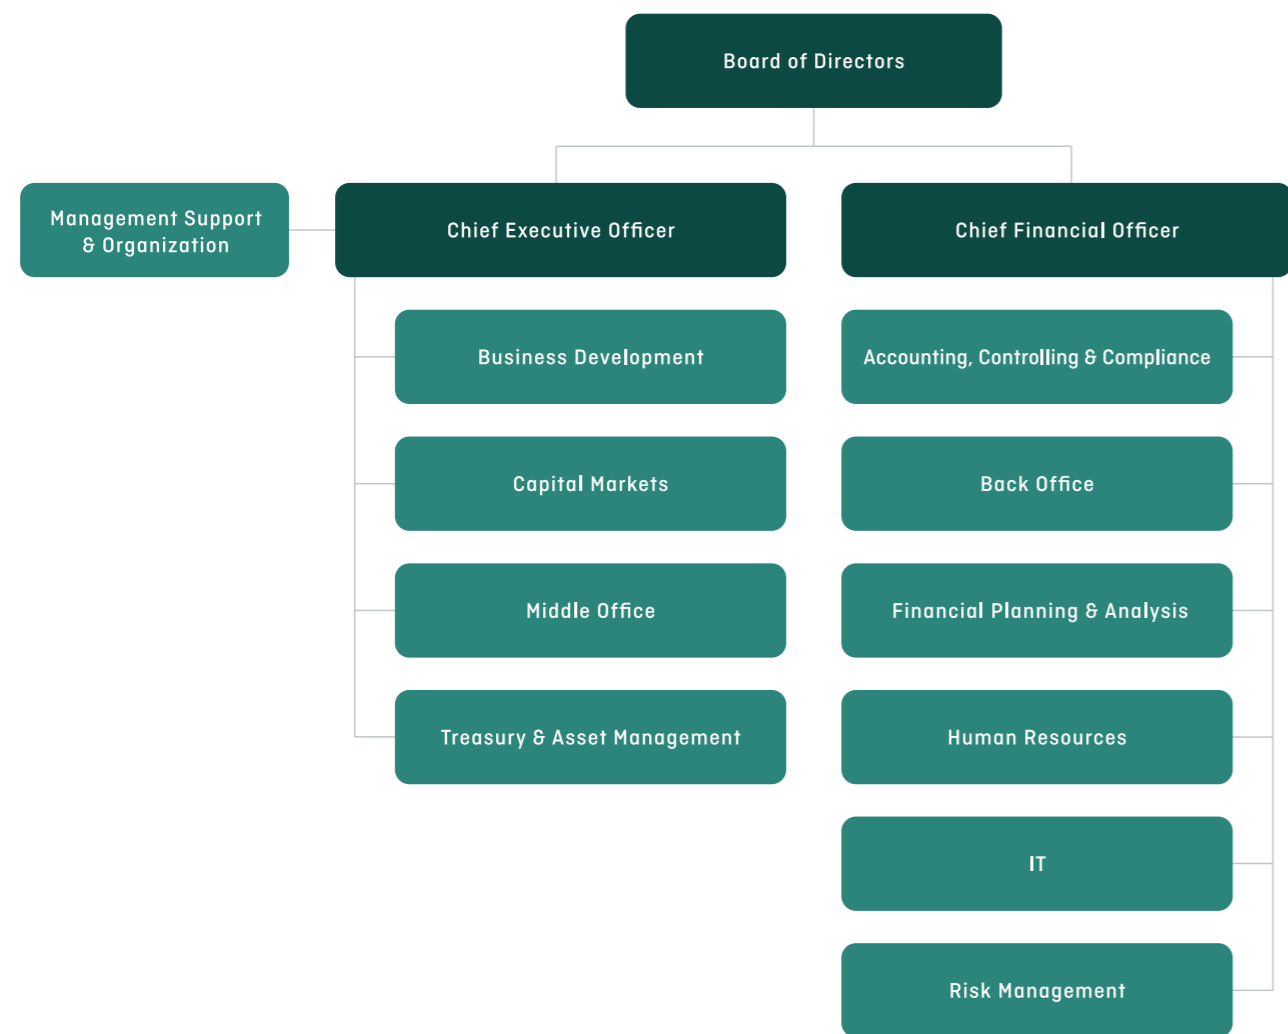 Board of Directors
Management Support
& Organization
Chief Executive Officer
Chief Financial Officer
Business Development
Accounting, Controlling & Compliance
Capital Markets
Back Office
Middle Office
Financial Planning & Analysis
Treasury & Asset Management
Human Resources
IT
Risk Management